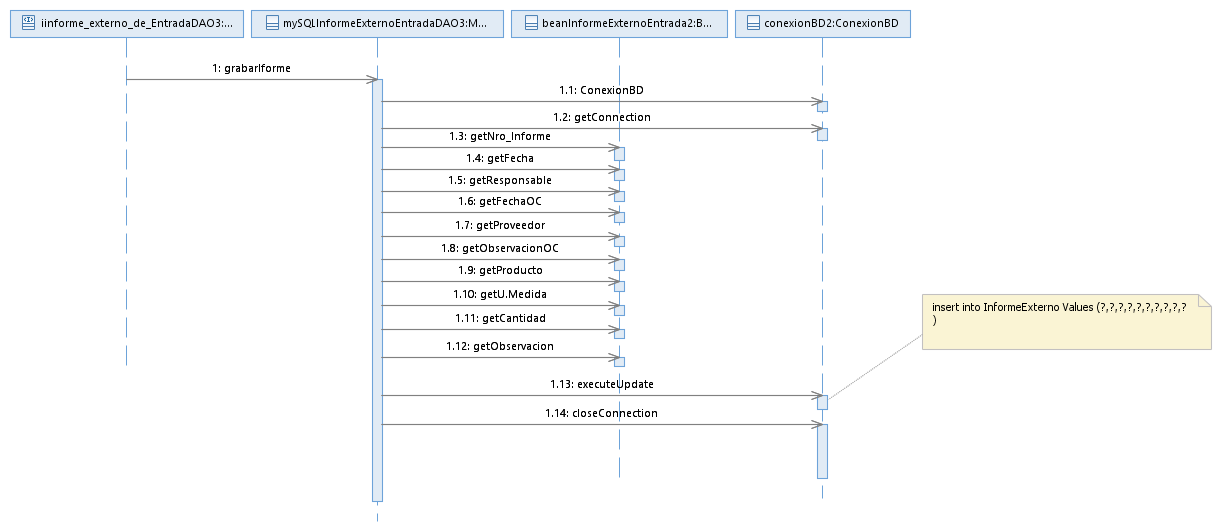 iinforme_externo_de_EntradaDAO3:...
mySQLInformeExternoEntradaDAO3:M...
beanInformeExternoEntrada2:B...
conexionBD2:ConexionBD
1: grabarIforme
1.1: ConexionBD
1.2: getConnection
1.3: getNro_Informe
1.4: getFecha
1.5: getResponsable
1.6: getFechaOC
1.7: getProveedor
1.8: getObservacionOC
1.9: getProducto
1.10: getU.Medida
1.11: getCantidad
1.12: getObservacion
insert into InformeExterno Values (?,?,?,?,?,?,?,?,?,?
)
1.13: executeUpdate
1.14: closeConnection